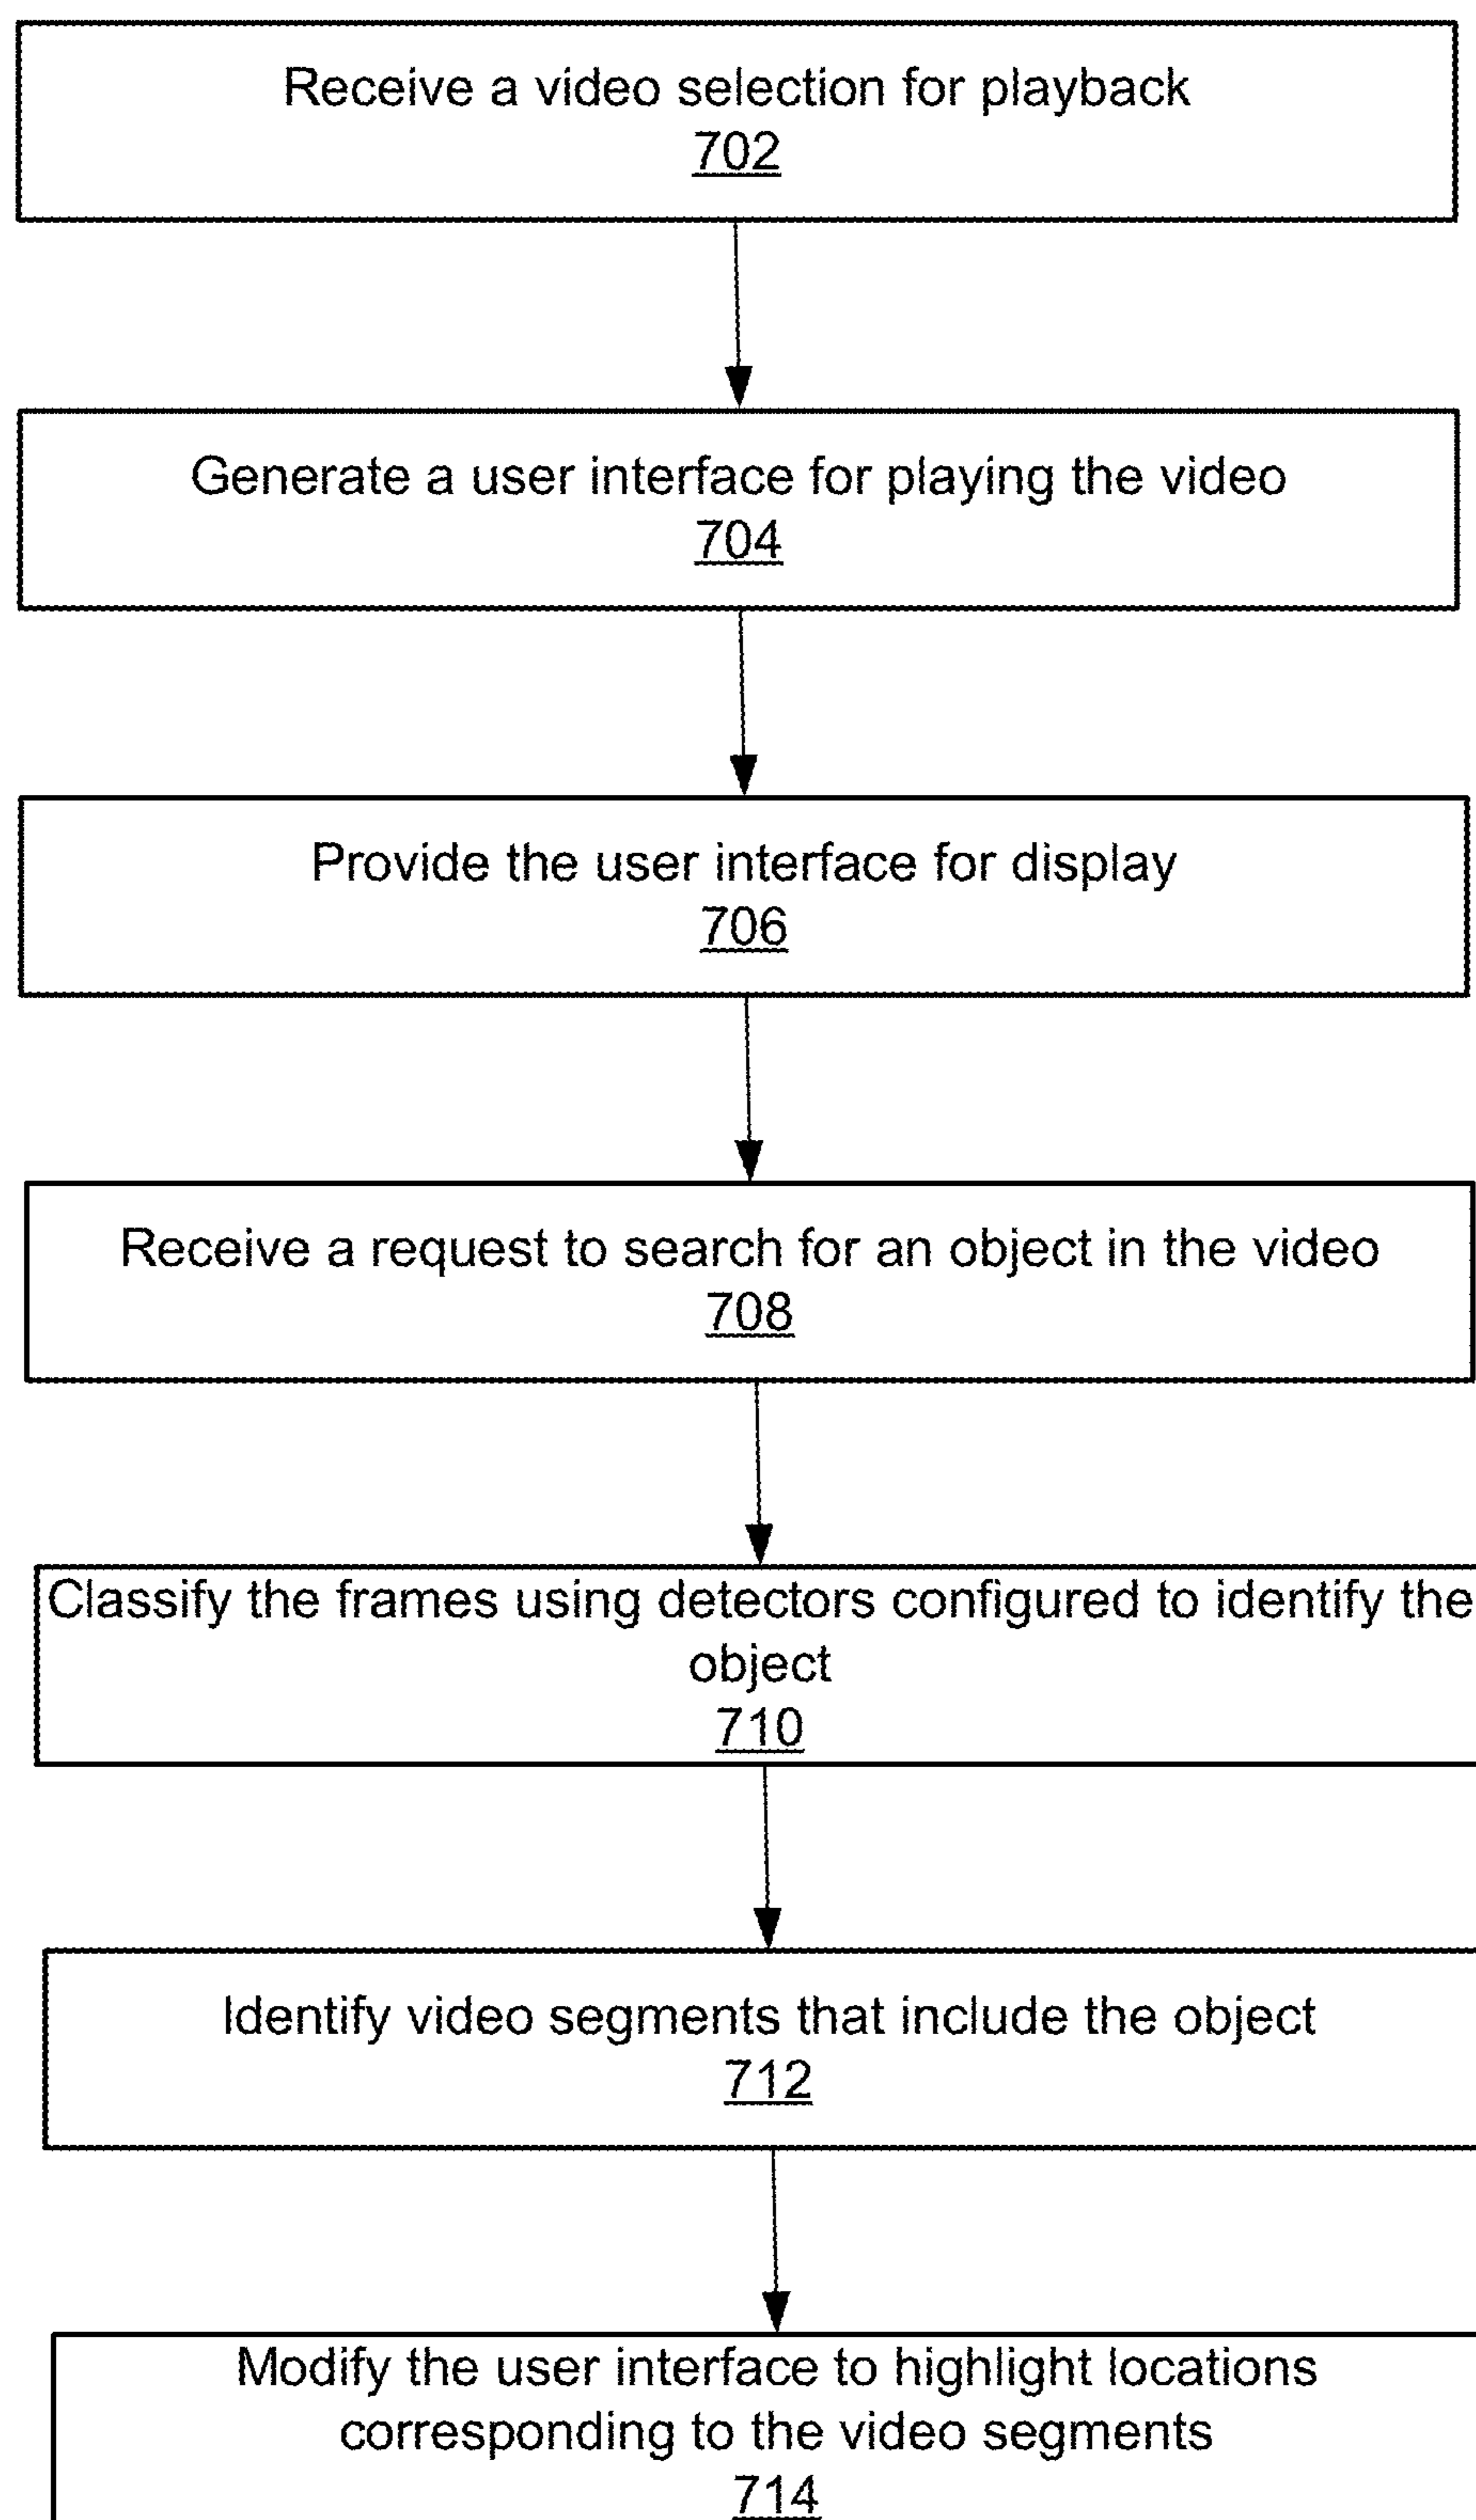 Receive a video selection for playback
702
Generate a user interface for playing the video
704
Provide the user interface for display
706
Receive a request to search for an object in the video
708
Classify the frames using detectors configured to identify the
object
710
Identify video segments that include the object
712
Modify the user interface to highlight locations
corresponding to the video segments
714